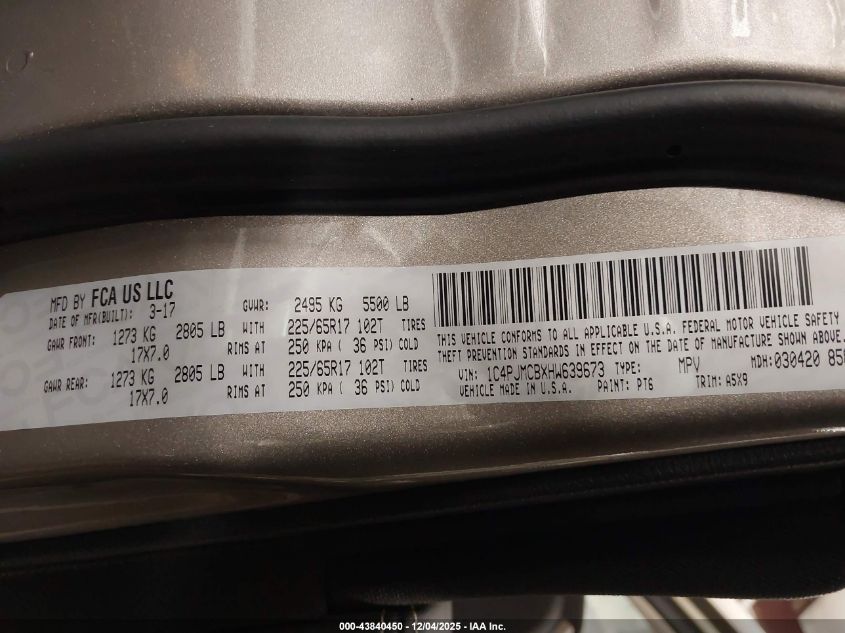 MFD BY FCA US LLC
DATE OF MFR(BUILT): 3-17 GVWR: 2495 KG 5500 LB
GAWR FRONT: 1273 KG 2805 LB WITH 225/65R17 102T TIRES
17X7.0 RIMS AT 250 KPA ( 36 PSI) COLD
GAWR REAR: 1273 KG 2805 LB WITH 225/65R17 102T TIRES
17X7.0 RIMS AT 250 KPA ( 36 PSI) COLD
THIS VEHICLE CONFORMS TO ALL APPLICABLE U.S.A. FEDERAL MOTOR VEHICLE SAFETY
THEFT PREVENTION STANDARDS IN EFFECT ON THE DATE OF MANUFACTURE SHOWN ABOVE
VIN: 1C4PJMCBXHW639673 TYPE: MPV MDH: 030420 850
VEHICLE MADE IN U.S.A. PAINT: PT6 TRIM: A5X9
000-43840450 - 12/04/2025 - IAA Inc.